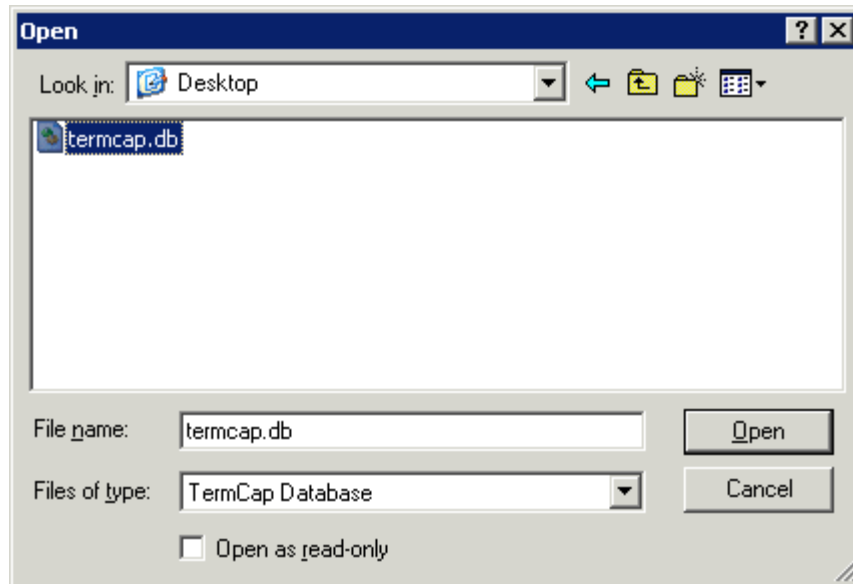 Open
Look in: Desktop
termcap.db
File name: termcap.db Open
Files of type: TermCap Database Cancel
Open as read-only